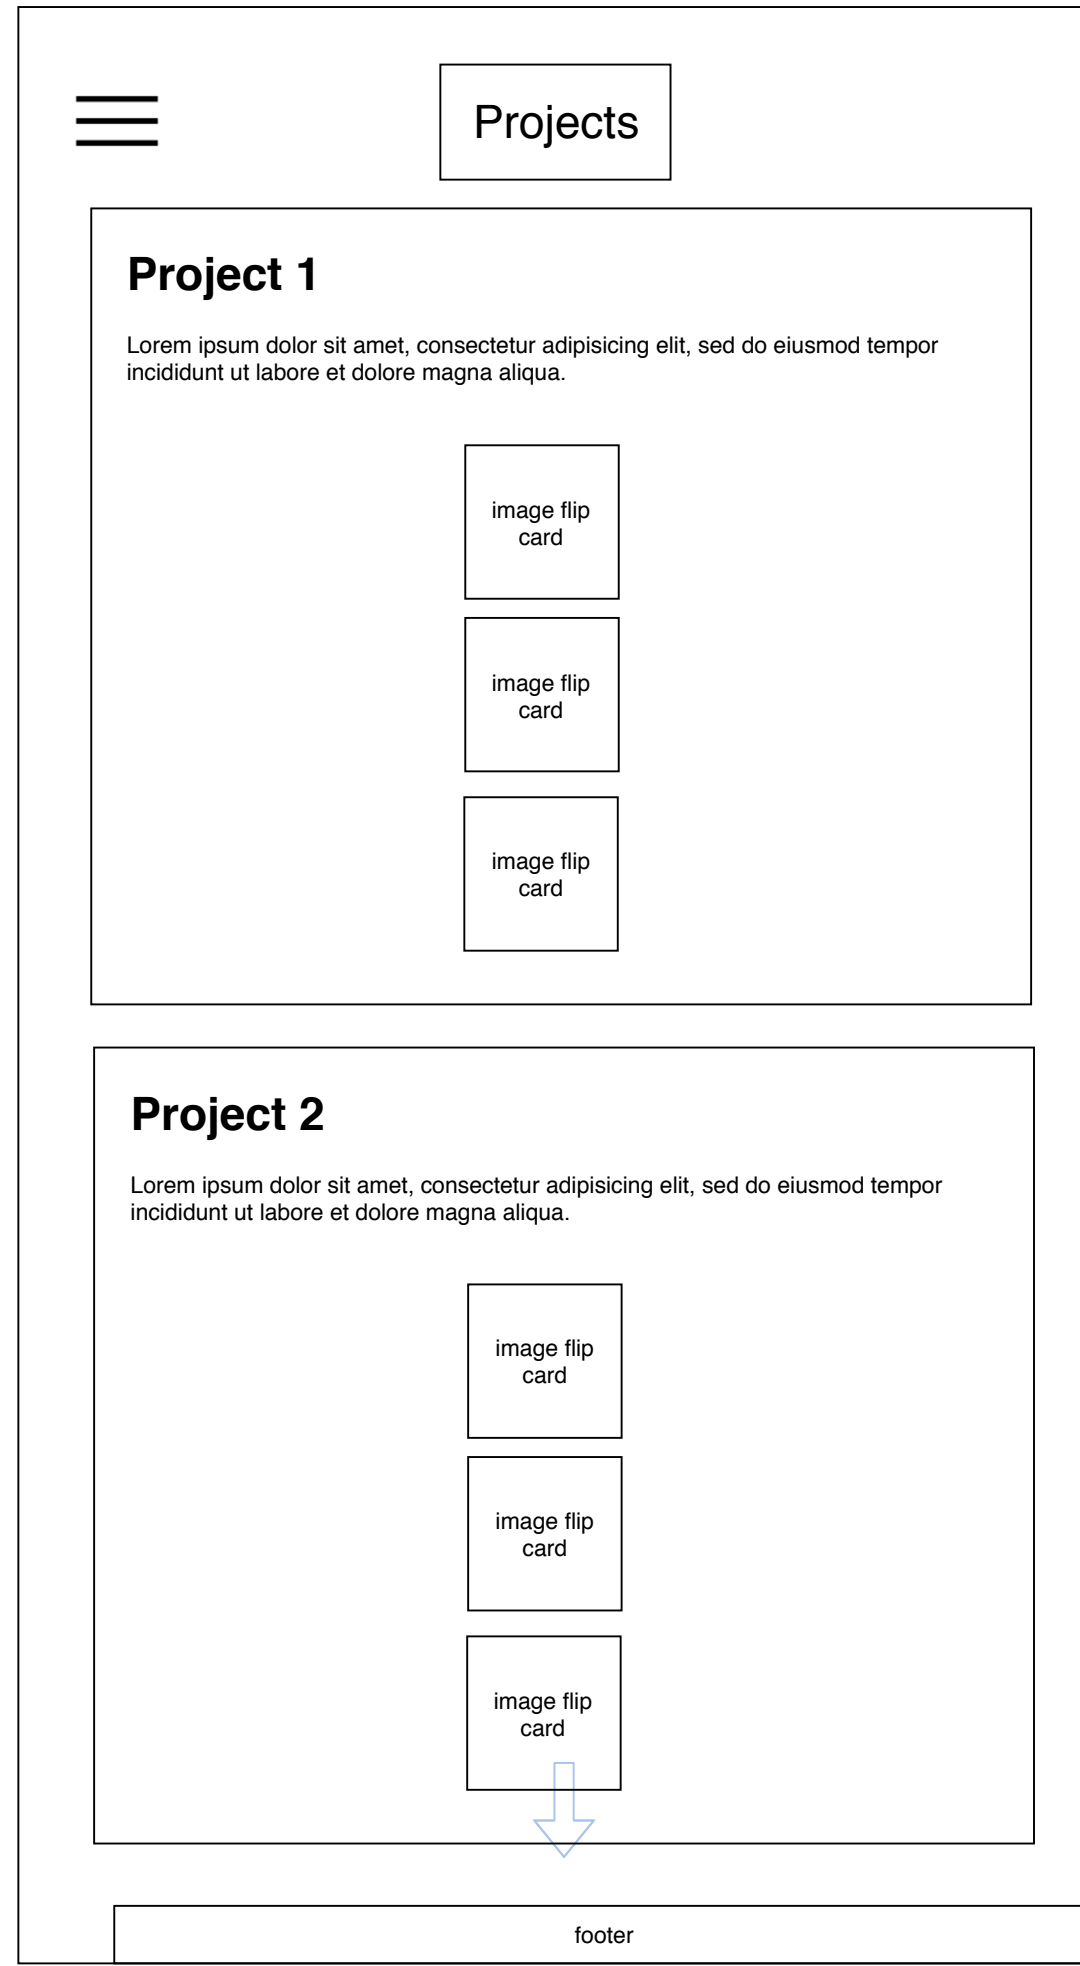 Projects
Project 1
Lorem ipsum dolor sit amet, consectetur adipisicing elit, sed do eiusmod tempor
incididunt ut labore et dolore magna aliqua.
image flip
card
image flip
card
image flip
card
Project 2
Lorem ipsum dolor sit amet, consectetur adipisicing elit, sed do eiusmod tempor
incididunt ut labore et dolore magna aliqua.
image flip
card
image flip
card
image flip
card
footer